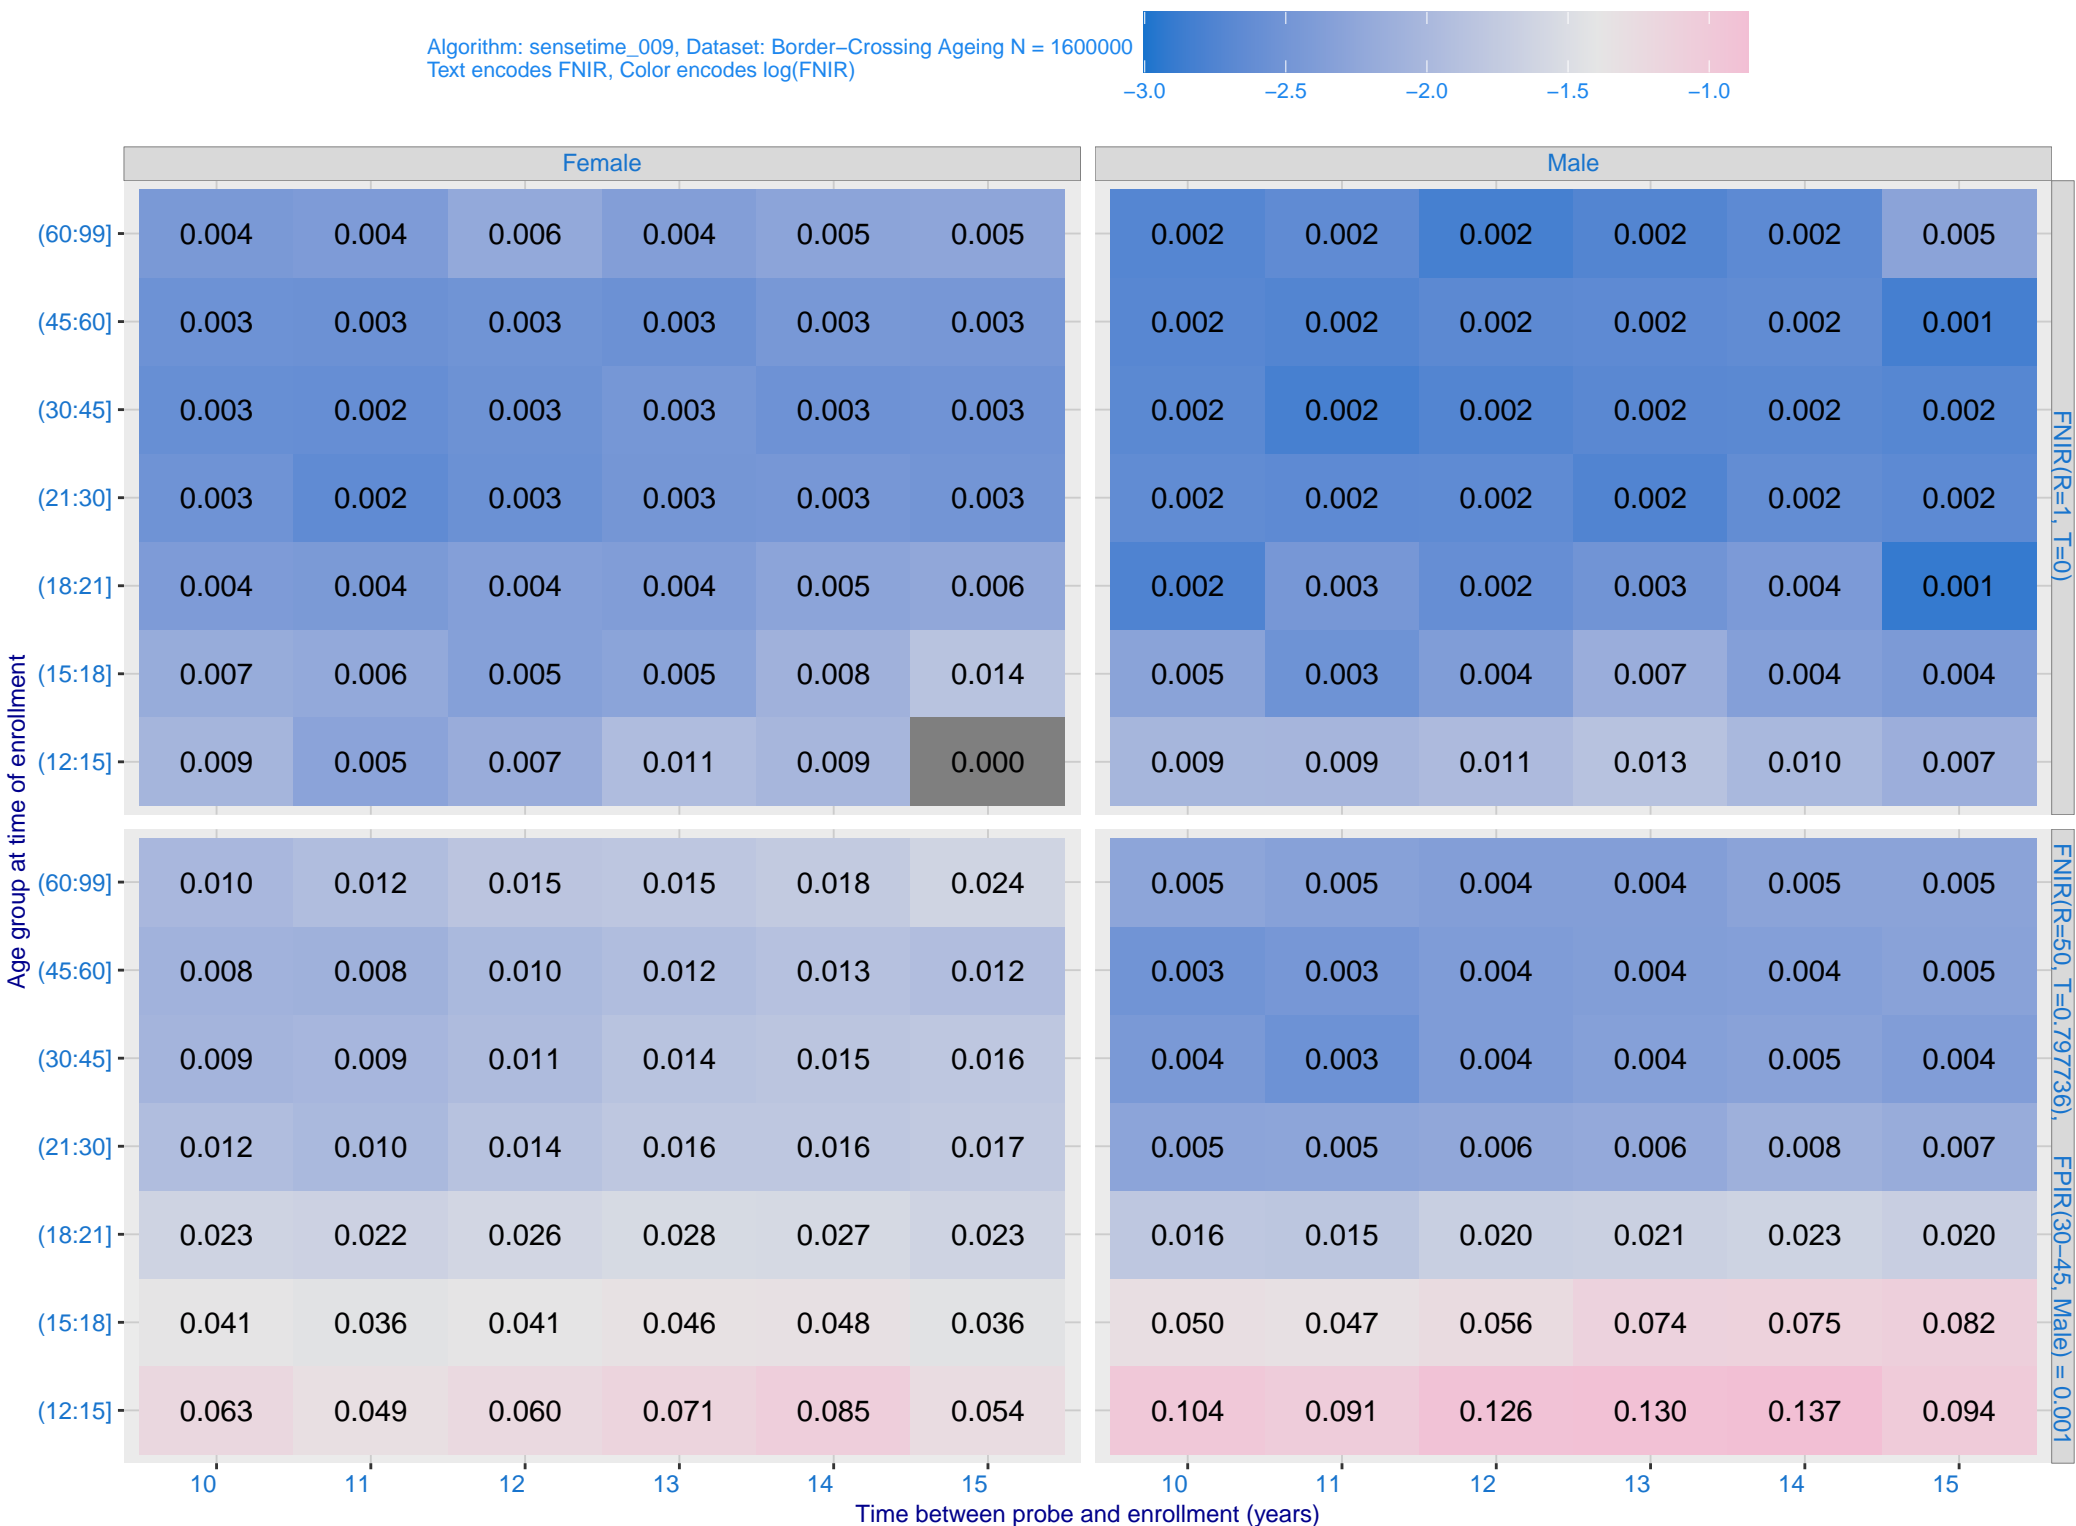 Algorithm: sensetime_009, Dataset: Border−Crossing Ageing N = 1600000
Text encodes FNIR, Color encodes log(FNIR)
−3.0 −2.5 −2.0 −1.5 −1.0
Female Male
(60:99] 0.004 0.004 0.006 0.004 0.005 0.005 0.002 0.002 0.002 0.002 0.002 0.005
(45:60] 0.003 0.003 0.003 0.003 0.003 0.003 0.002 0.002 0.002 0.002 0.002 0.001
(30:45] 0.003 0.002 0.003 0.003 0.003 0.003 0.002 0.002 0.002 0.002 0.002 0.002
(21:30] 0.003 0.002 0.003 0.003 0.003 0.003 0.002 0.002 0.002 0.002 0.002 0.002
(18:21] 0.004 0.004 0.004 0.004 0.005 0.006 0.002 0.003 0.002 0.003 0.004 0.001
(15:18] 0.007 0.006 0.005 0.005 0.008 0.014 0.005 0.003 0.004 0.007 0.004 0.004
(12:15] 0.009 0.005 0.007 0.011 0.009 0.000 0.009 0.009 0.011 0.013 0.010 0.007
FNIR(R=1, T=0)
Age group at time of enrollment
(60:99] 0.010 0.012 0.015 0.015 0.018 0.024 0.005 0.005 0.004 0.004 0.005 0.005
(45:60] 0.008 0.008 0.010 0.012 0.013 0.012 0.003 0.003 0.004 0.004 0.004 0.005
(30:45] 0.009 0.009 0.011 0.014 0.015 0.016 0.004 0.003 0.004 0.004 0.005 0.004
(21:30] 0.012 0.010 0.014 0.016 0.016 0.017 0.005 0.005 0.006 0.006 0.008 0.007
(18:21] 0.023 0.022 0.026 0.028 0.027 0.023 0.016 0.015 0.020 0.021 0.023 0.020
(15:18] 0.041 0.036 0.041 0.046 0.048 0.036 0.050 0.047 0.056 0.074 0.075 0.082
(12:15] 0.063 0.049 0.060 0.071 0.085 0.054 0.104 0.091 0.126 0.130 0.137 0.094
FNIR(R=50, T=0.797736), FPIR(30−45, Male) = 0.001
10 11 12 13 14 15 10 11 12 13 14 15
Time between probe and enrollment (years)